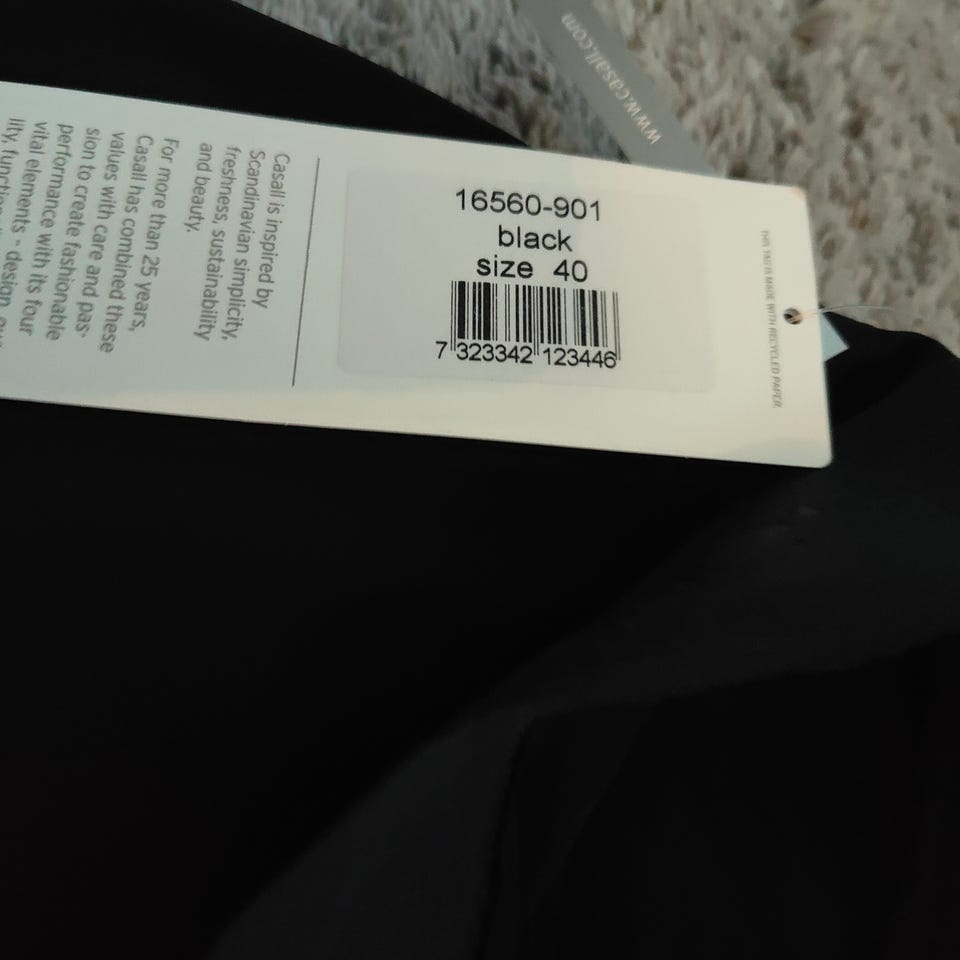 www.casall.com
16560-901
black
size 40
7 323342 123446
THIS TAG IS MADE WITH RECYCLED PAPER.
Casall is inspired by
Scandinavian simplicity,
freshness, sustainability
and beauty.
For more than 25 years,
Casall has combined these
values with care and pas-
sion to create fashionable
performance with its four
vital elements - design
lity, function